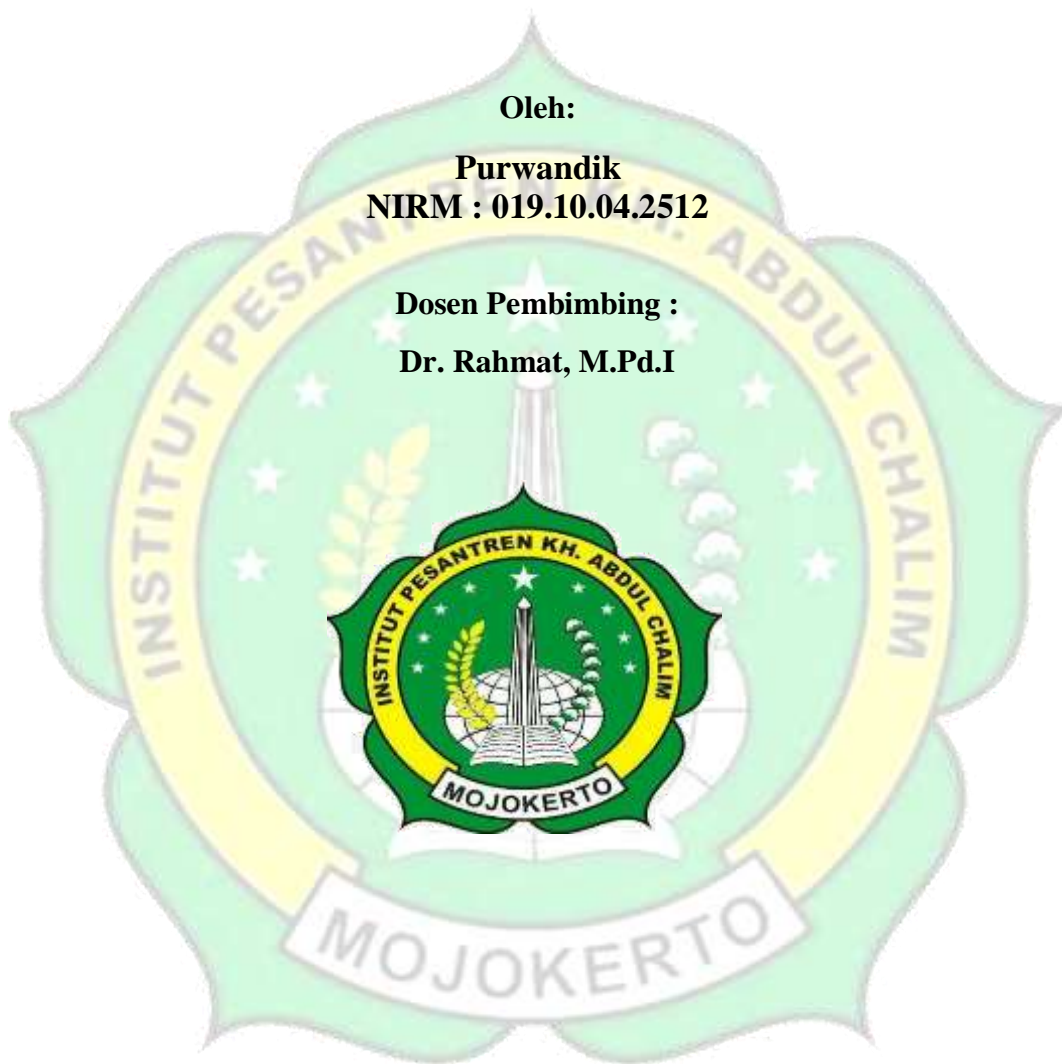 Oleh:
Purwandik
NIRM : 019.10.04.2512
Dosen Pembimbing :
Dr. Rahmat, M.Pd.I
INSTITUT PESANTREN KH. ABDUL CHALIM
MOJOKERTO
INSTITUT PESANTREN KH. ABDUL CHALIM
MOJOKERTO